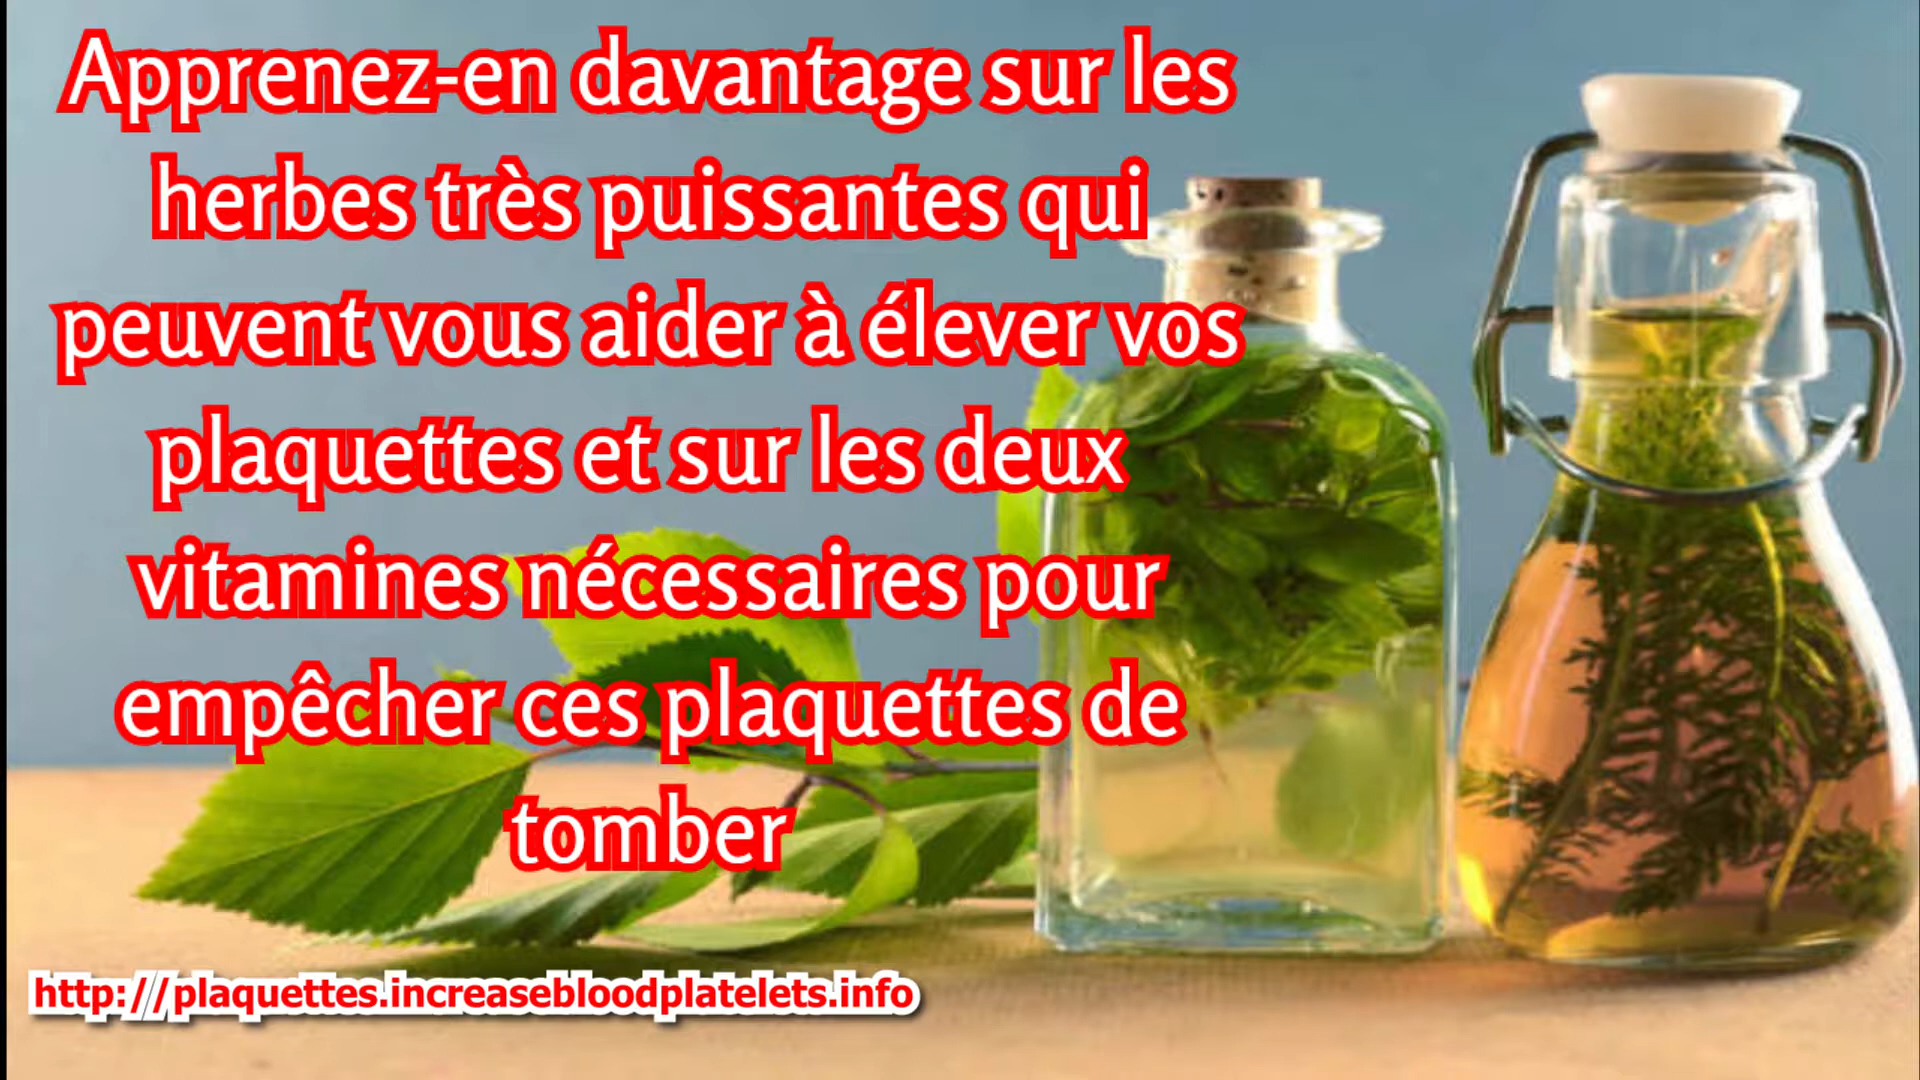 Apprenez-en davantage sur les
herbes très puissantes qui
peuvent vous aider à élever vos
plaquettes et sur les deux
vitamines nécessaires pour
empêcher ces plaquettes de
tomber
http://plaquettes.increasebloodplatelets.info